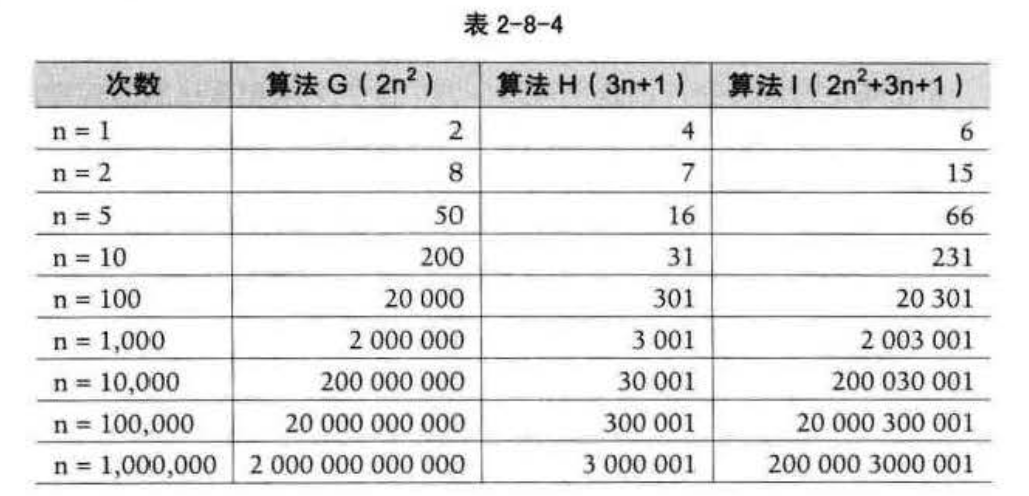 表 2-8-4
次数 算法 G（2n²） 算法 H（3n+1） 算法 I（2n²+3n+1）
n = 1 2 4 6
n = 2 8 7 15
n = 5 50 16 66
n = 10 200 31 231
n = 100 20 000 301 20 301
n = 1,000 2 000 000 3 001 2 003 001
n = 10,000 200 000 000 30 001 200 030 001
n = 100,000 20 000 000 000 300 001 20 000 300 001
n = 1,000,000 2 000 000 000 000 3 000 001 200 000 3000 001